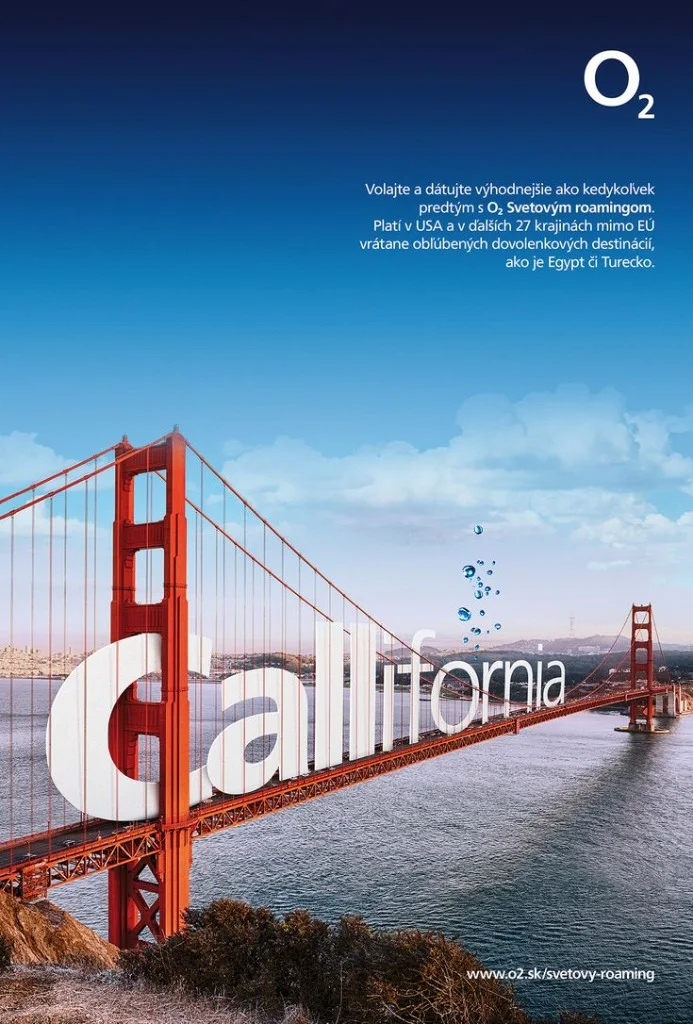 O₂
Volajte a dátujte výhodnejšie ako kedykoľvek
predtým s O₂ Svetovým roamingom.
Platí v USA a v ďalších 27 krajinách mimo EÚ
vrátane obľúbených dovolenkových destinácií,
ako je Egypt či Turecko.
Calllifornia
www.o2.sk/svetovy-roaming